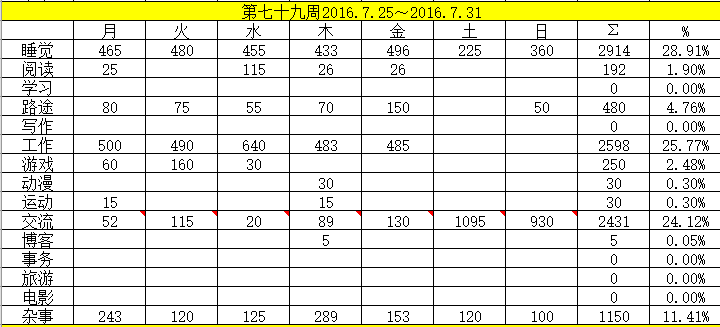 第七十九周2016.7.25～2016.7.31
月 火 水 木 金 土 日 Σ %
睡觉 465 480 455 433 496 225 360 2914 28.91%
阅读 25 115 26 26 192 1.90%
学习 0 0.00%
路途 80 75 55 70 150 50 480 4.76%
写作 0 0.00%
工作 500 490 640 483 485 2598 25.77%
游戏 60 160 30 250 2.48%
动漫 30 30 0.30%
运动 15 15 30 0.30%
交流 52 115 20 89 130 1095 930 2431 24.12%
博客 5 5 0.05%
事务 0 0.00%
旅游 0 0.00%
电影 0 0.00%
杂事 243 120 125 289 153 120 100 1150 11.41%